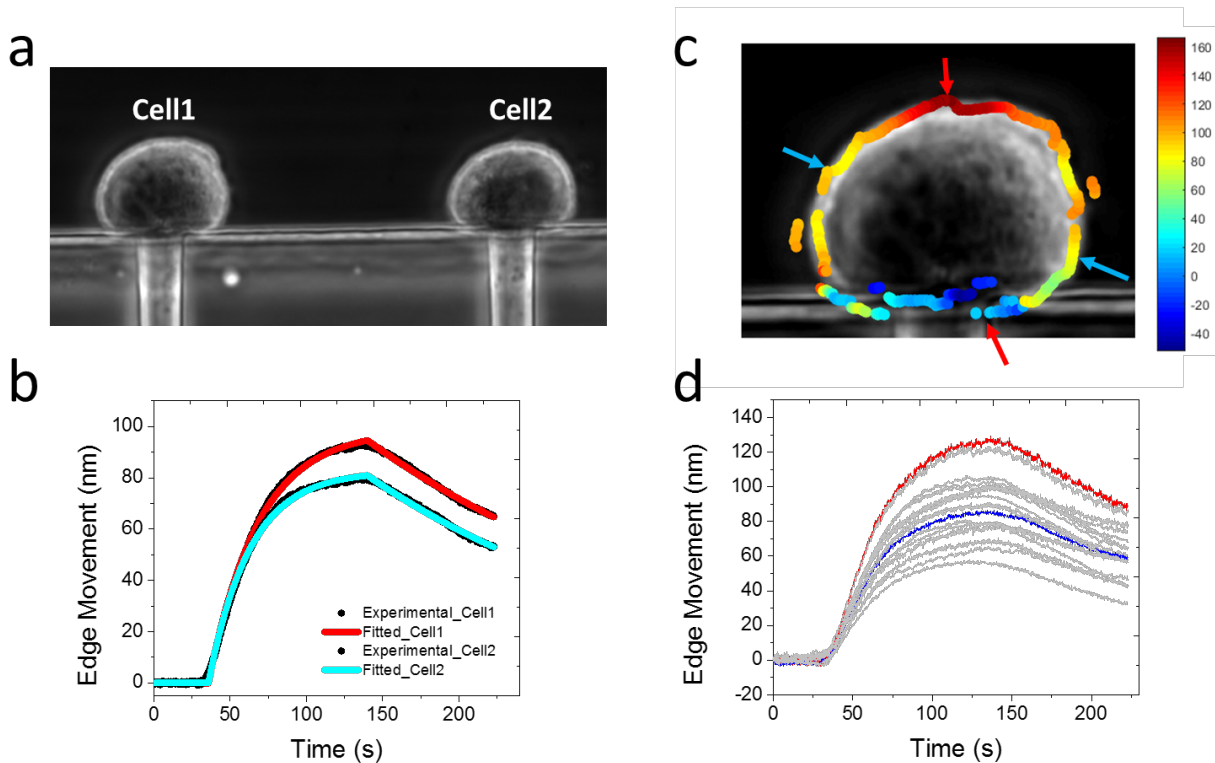 a
Cell1
Cell2
c
160
140
120
100
80
60
40
20
0
-20
-40
b
Edge Movement (nm)
100
80
60
40
20
0
Experimental_Cell1
Fitted_Cell1
Experimental_Cell2
Fitted_Cell2
0
50
100
150
200
Time (s)
d
Edge Movement (nm)
140
120
100
80
60
40
20
0
-20
0
50
100
150
200
Time (s)